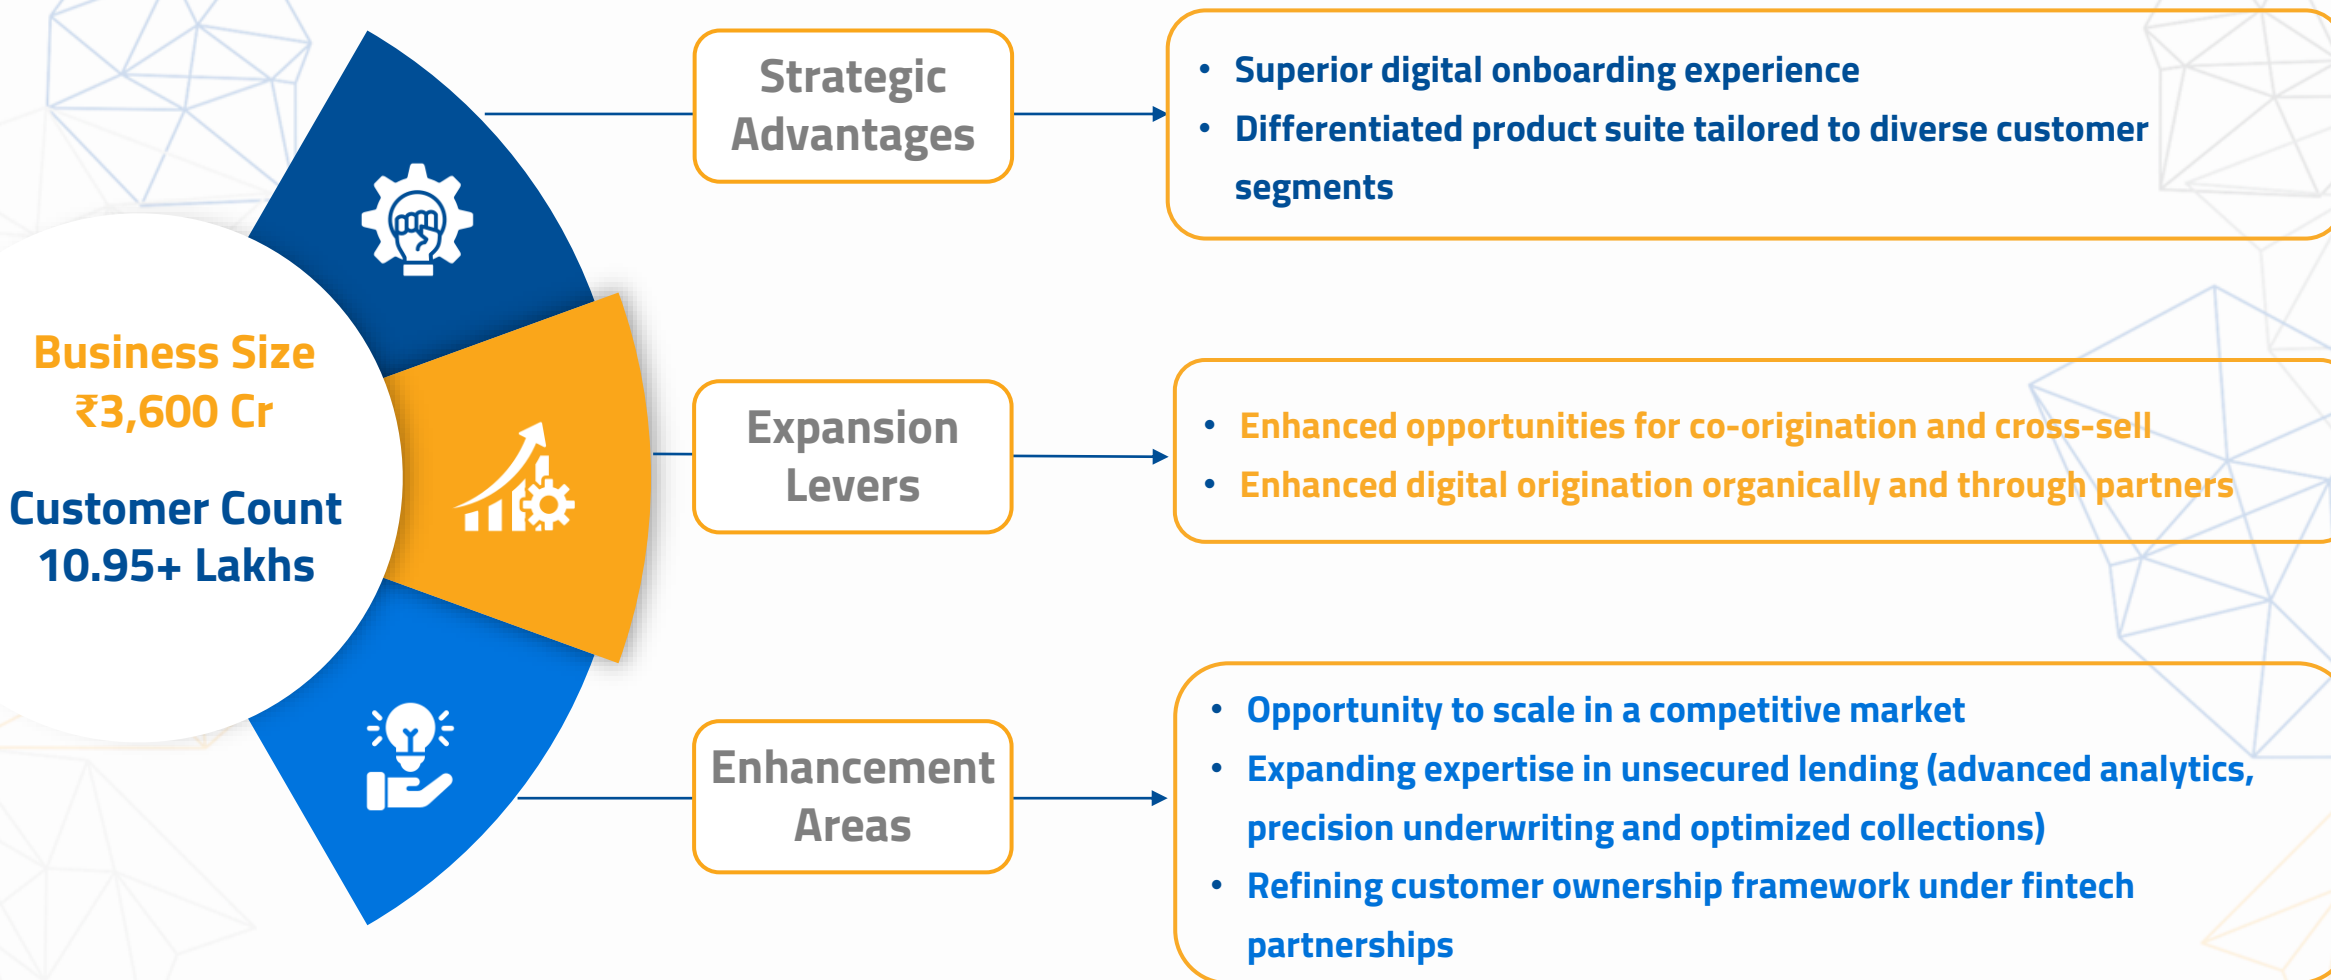 Business Size
₹3,600 Cr
Customer Count
10.95+ Lakhs
Strategic
Advantages
• Superior digital onboarding experience
• Differentiated product suite tailored to diverse customer
segments
Expansion
Levers
• Enhanced opportunities for co-origination and cross-sell
• Enhanced digital origination organically and through partners
Enhancement
Areas
• Opportunity to scale in a competitive market
• Expanding expertise in unsecured lending (advanced analytics,
precision underwriting and optimized collections)
• Refining customer ownership framework under fintech
partnerships